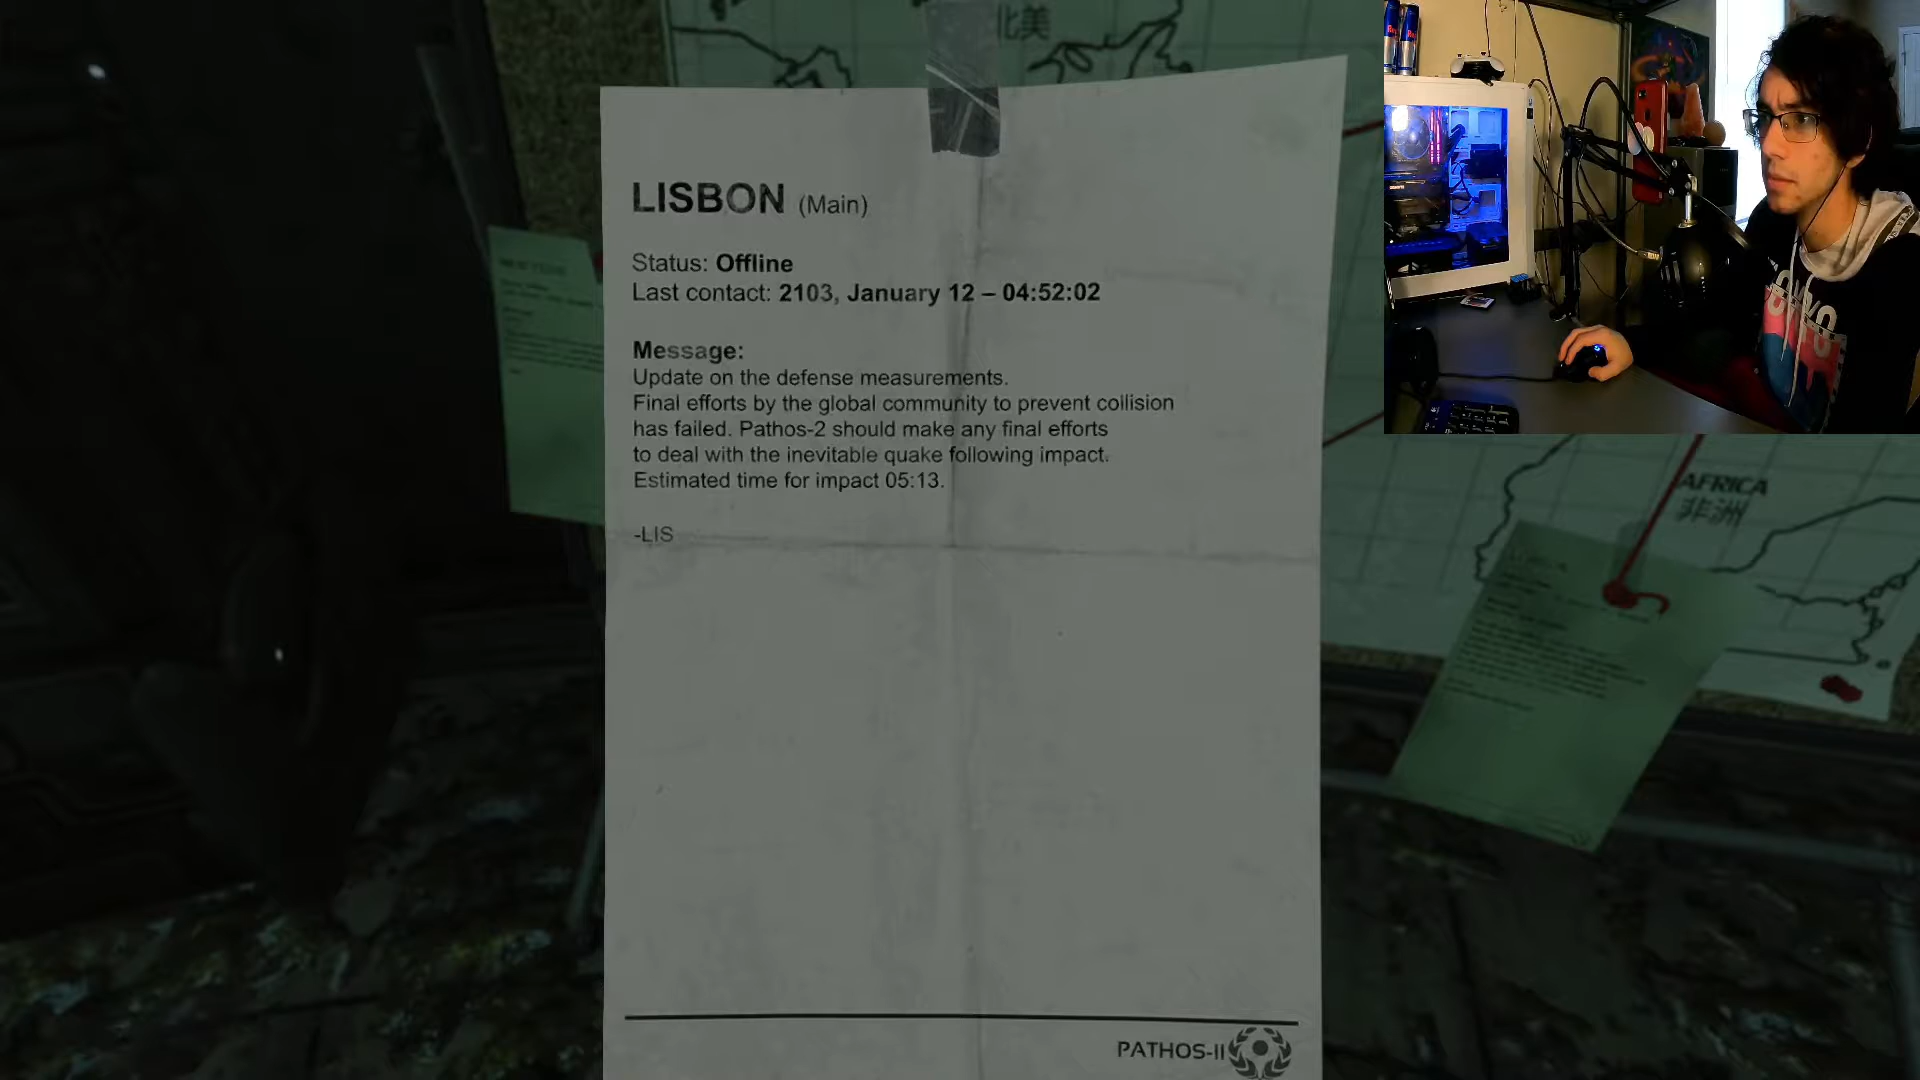 北美
LISBON (Main)
Status: Offline
Last contact: 2103, January 12 – 04:52:02
Message:
Update on the defense measurements.
Final efforts by the global community to prevent collision
has failed. Pathos-2 should make any final efforts
to deal with the inevitable quake following impact.
Estimated time for impact 05:13.
-LIS
PATHOS-II
AFRICA
非洲